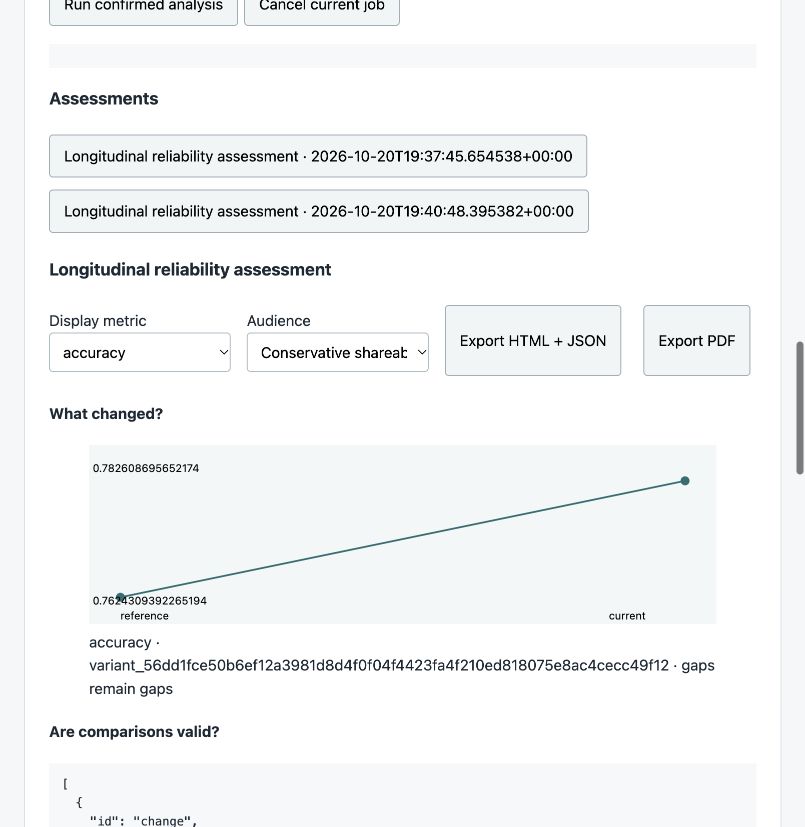 Run confirmed analysis
Cancel current job
Assessments
Longitudinal reliability assessment · 2026-10-20T19:37:45.654538+00:00
Longitudinal reliability assessment · 2026-10-20T19:40:48.395382+00:00
Longitudinal reliability assessment
Display metric
Audience
accuracy
Conservative shareab
Export HTML + JSON
Export PDF
What changed?
0.782608695652174
0.7624309392265194
reference
current
accuracy ·
variant_56dd1fce50b6ef12a3981d8d4f0f04f4423fa4f210ed818075e8ac4cecc49f12 · gaps
remain gaps
Are comparisons valid?
[
{
"id": "change",